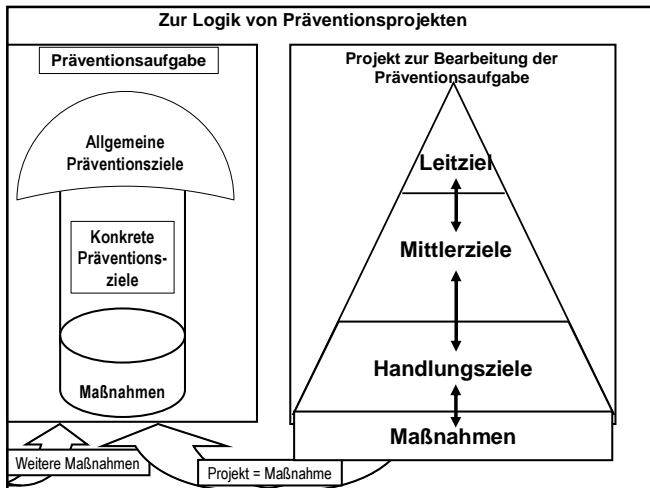 Zur Logik von Präventionsprojekten
Präventionsaufgabe
Allgemeine
Präventionsziele
Konkrete
Präventions-
ziele
Maßnahmen
Weitere Maßnahmen
Projekt zur Bearbeitung der
Präventionsaufgabe
Leitziel
Mittlerziele
Handlungsziele
Maßnahmen
Projekt = Maßnahme